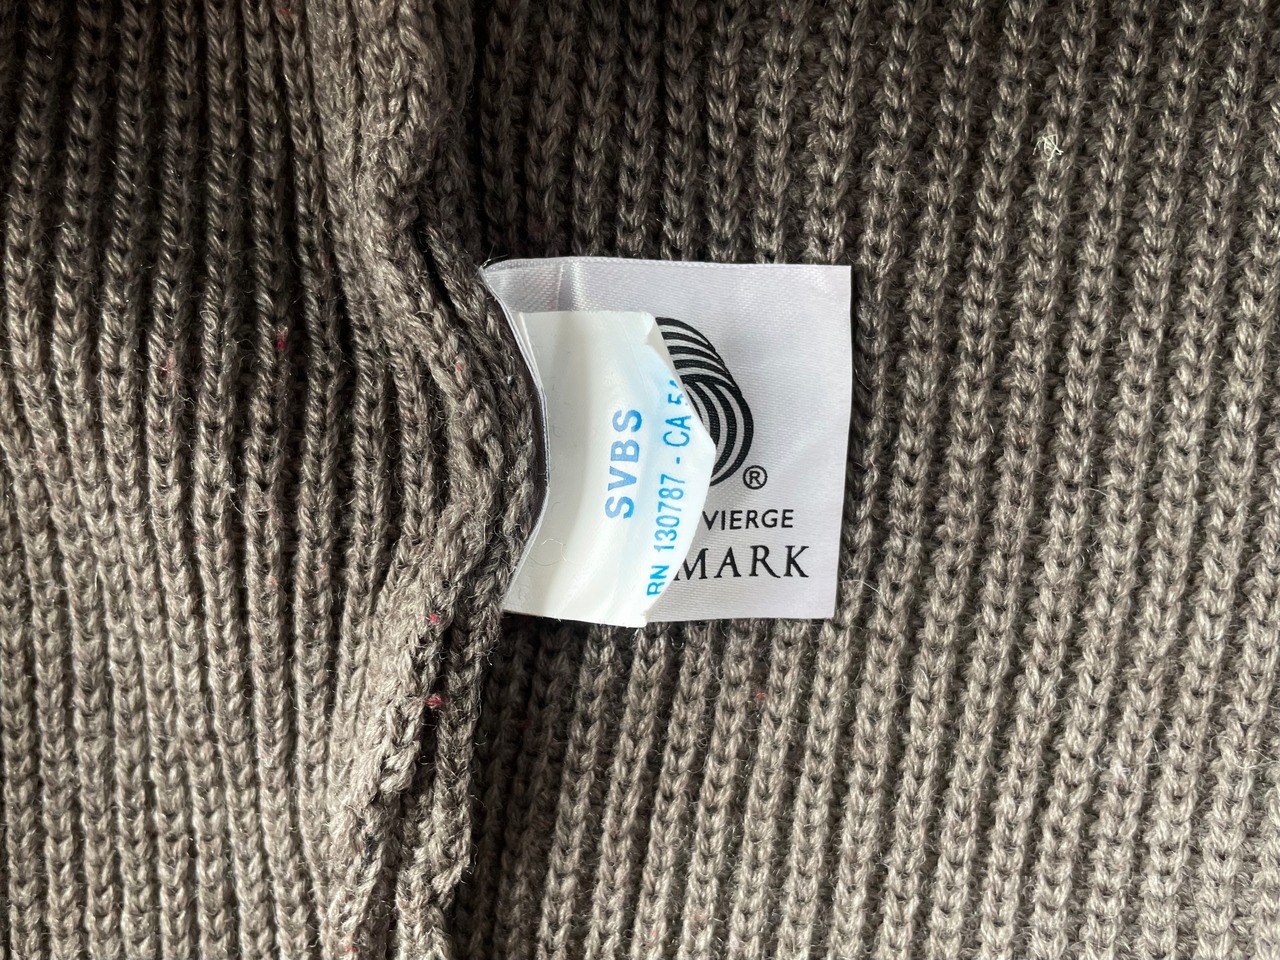 SVBS
RN 130787 - CA
®
VIERGE
MARK